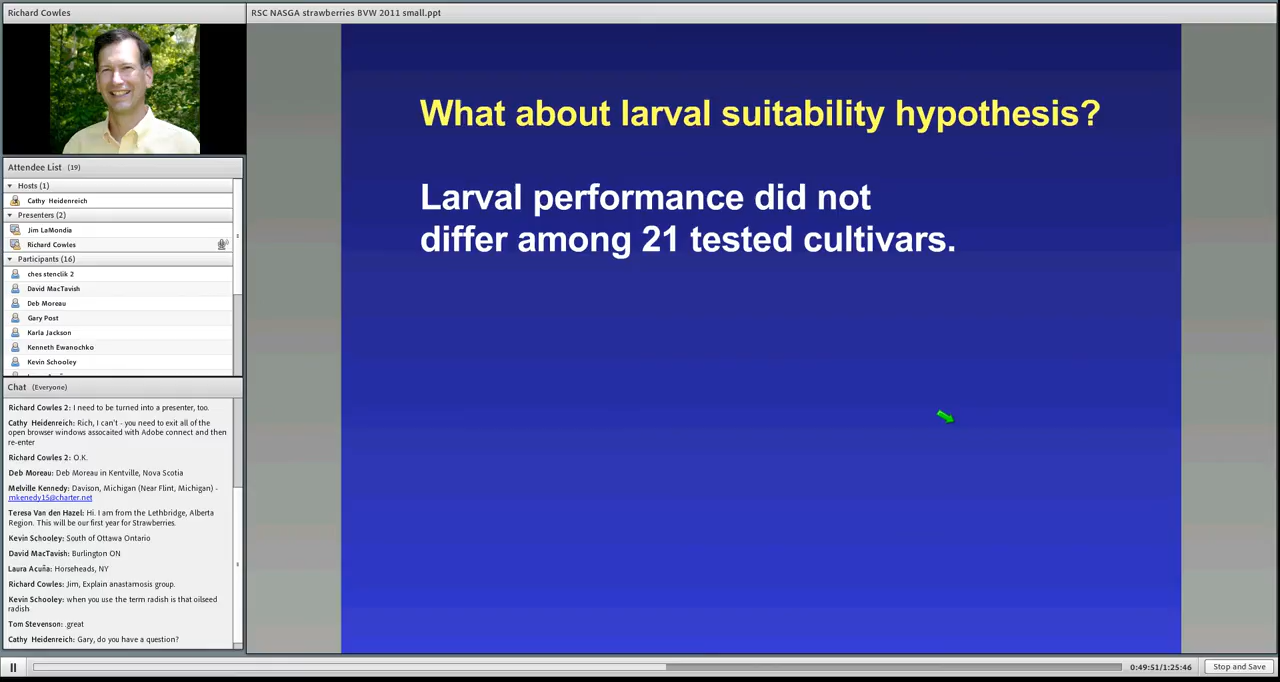 Richard Cowles
RSC NASGA strawberries BVW 2011 small.ppt
Attendee List (19)
Hosts (1)
Cathy Heidenreich
Presenters (2)
Jim LaMondia
Richard Cowles
Participants (16)
ches stenclik 2
David MacTavish
Deb Moreau
Gary Post
Karla Jackson
Kenneth Ewanochko
Kevin Schooley
Chat (Everyone)
Richard Cowles 2: I need to be turned into a presenter, too.
Cathy Heidenreich: Rich, I can't - you need to exit all of the
open browser windows assocaited with Adobe connect and then
re-enter
Richard Cowles 2: O.K.
Deb Moreau: Deb Moreau in Kentville, Nova Scotia
Melville Kennedy: Davison, Michigan (Near Flint, Michigan) -
mkenedy15@charter.net
Teresa Van den Hazel: Hi. I am from the Lethbridge, Alberta
Region. This will be our first year for Strawberries.
Kevin Schooley: South of Ottawa Ontario
David MacTavish: Burlington ON
Laura Acuña: Horseheads, NY
Richard Cowles: Jim, Explain anastamosis group.
Kevin Schooley: when you use the term radish is that oilseed
radish
Tom Stevenson: .great
Cathy Heidenreich: Gary, do you have a question?
What about larval suitability hypothesis?
Larval performance did not
differ among 21 tested cultivars.
0:49:51/1:25:46
Stop and Save